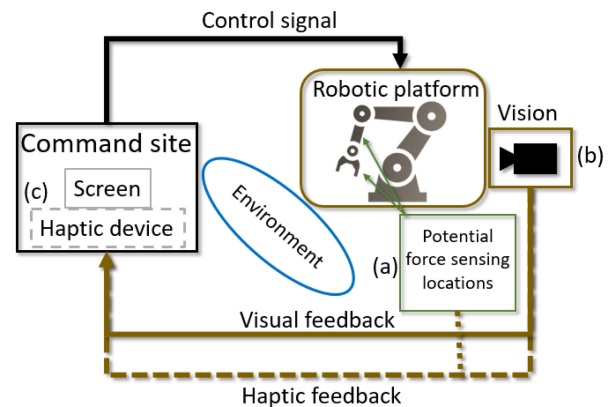 Control signal
Robotic platform
Vision
(b)
Command site
(c)
Screen
Haptic device
Environment
(a)
Potential
force sensing
locations
Visual feedback
Haptic feedback